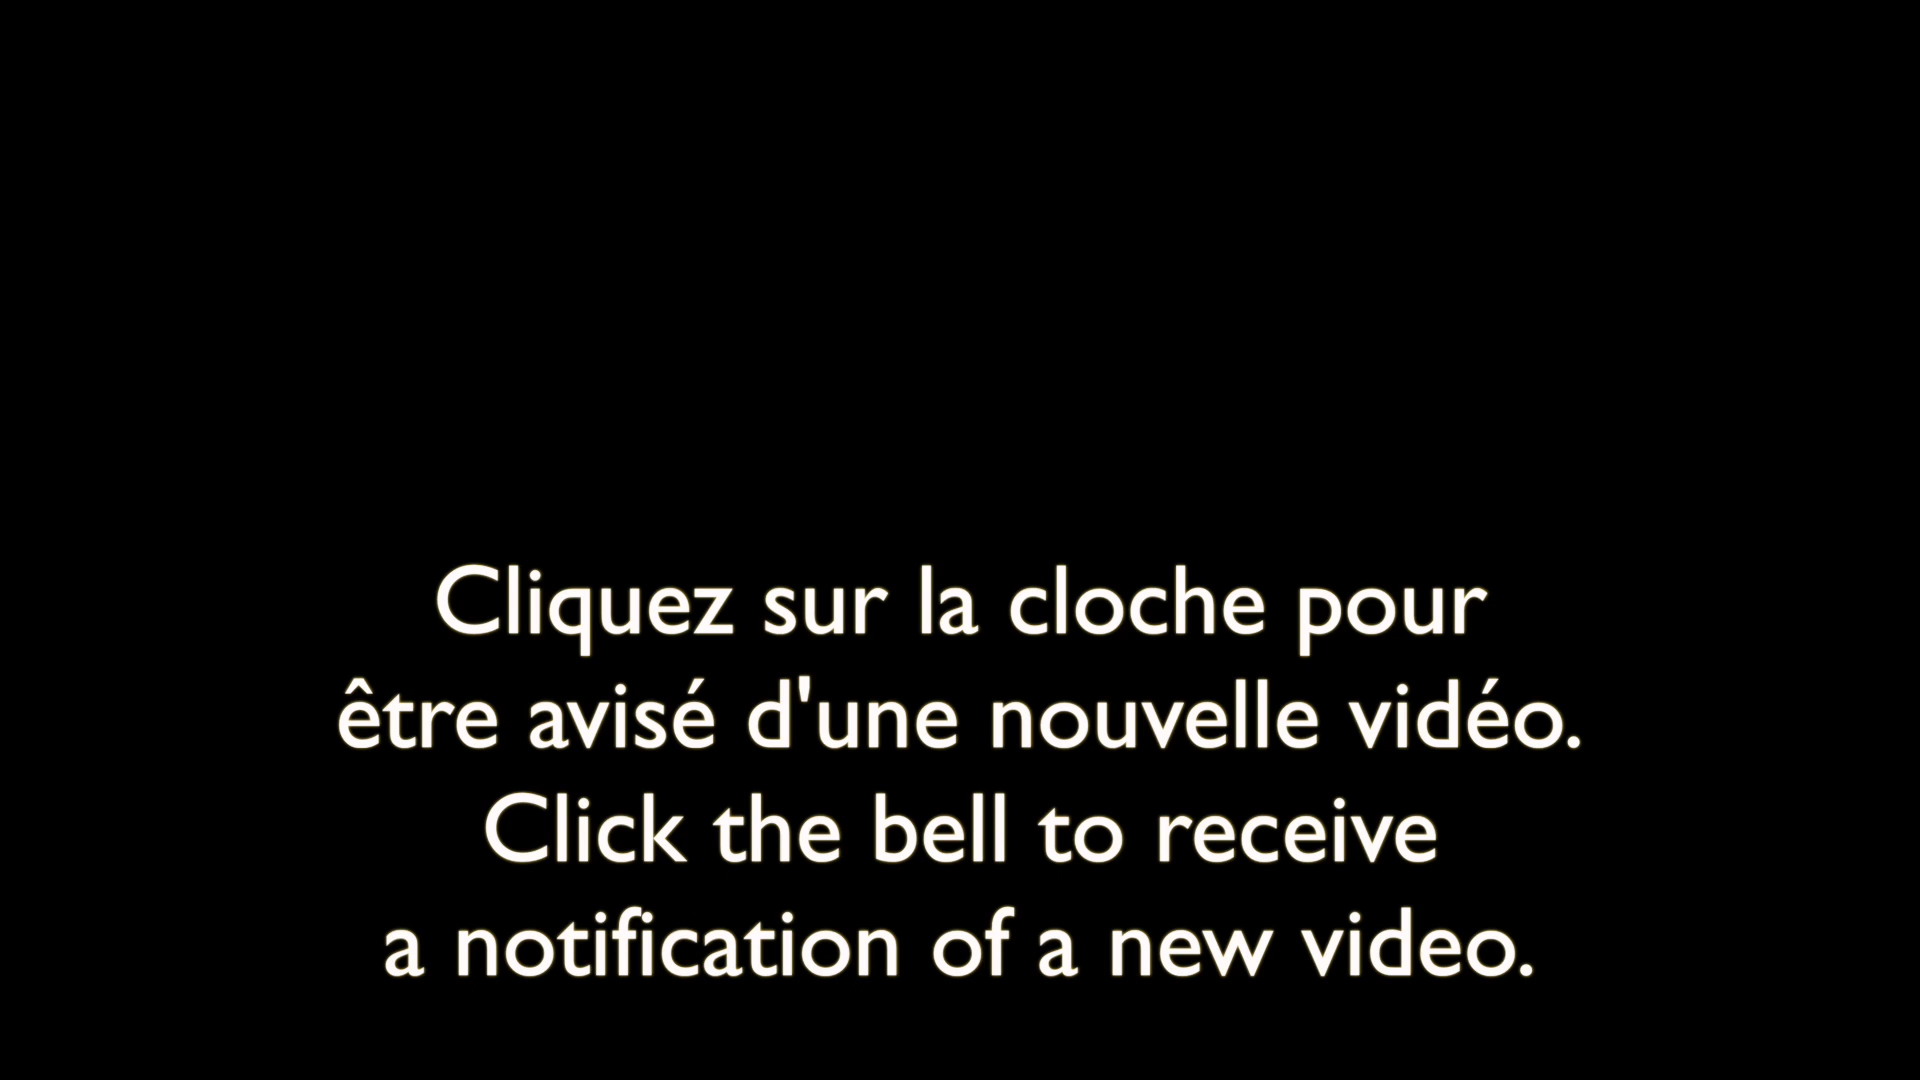 Cliquez sur la cloche pour
être avisé d'une nouvelle vidéo.
Click the bell to receive
a notification of a new video.